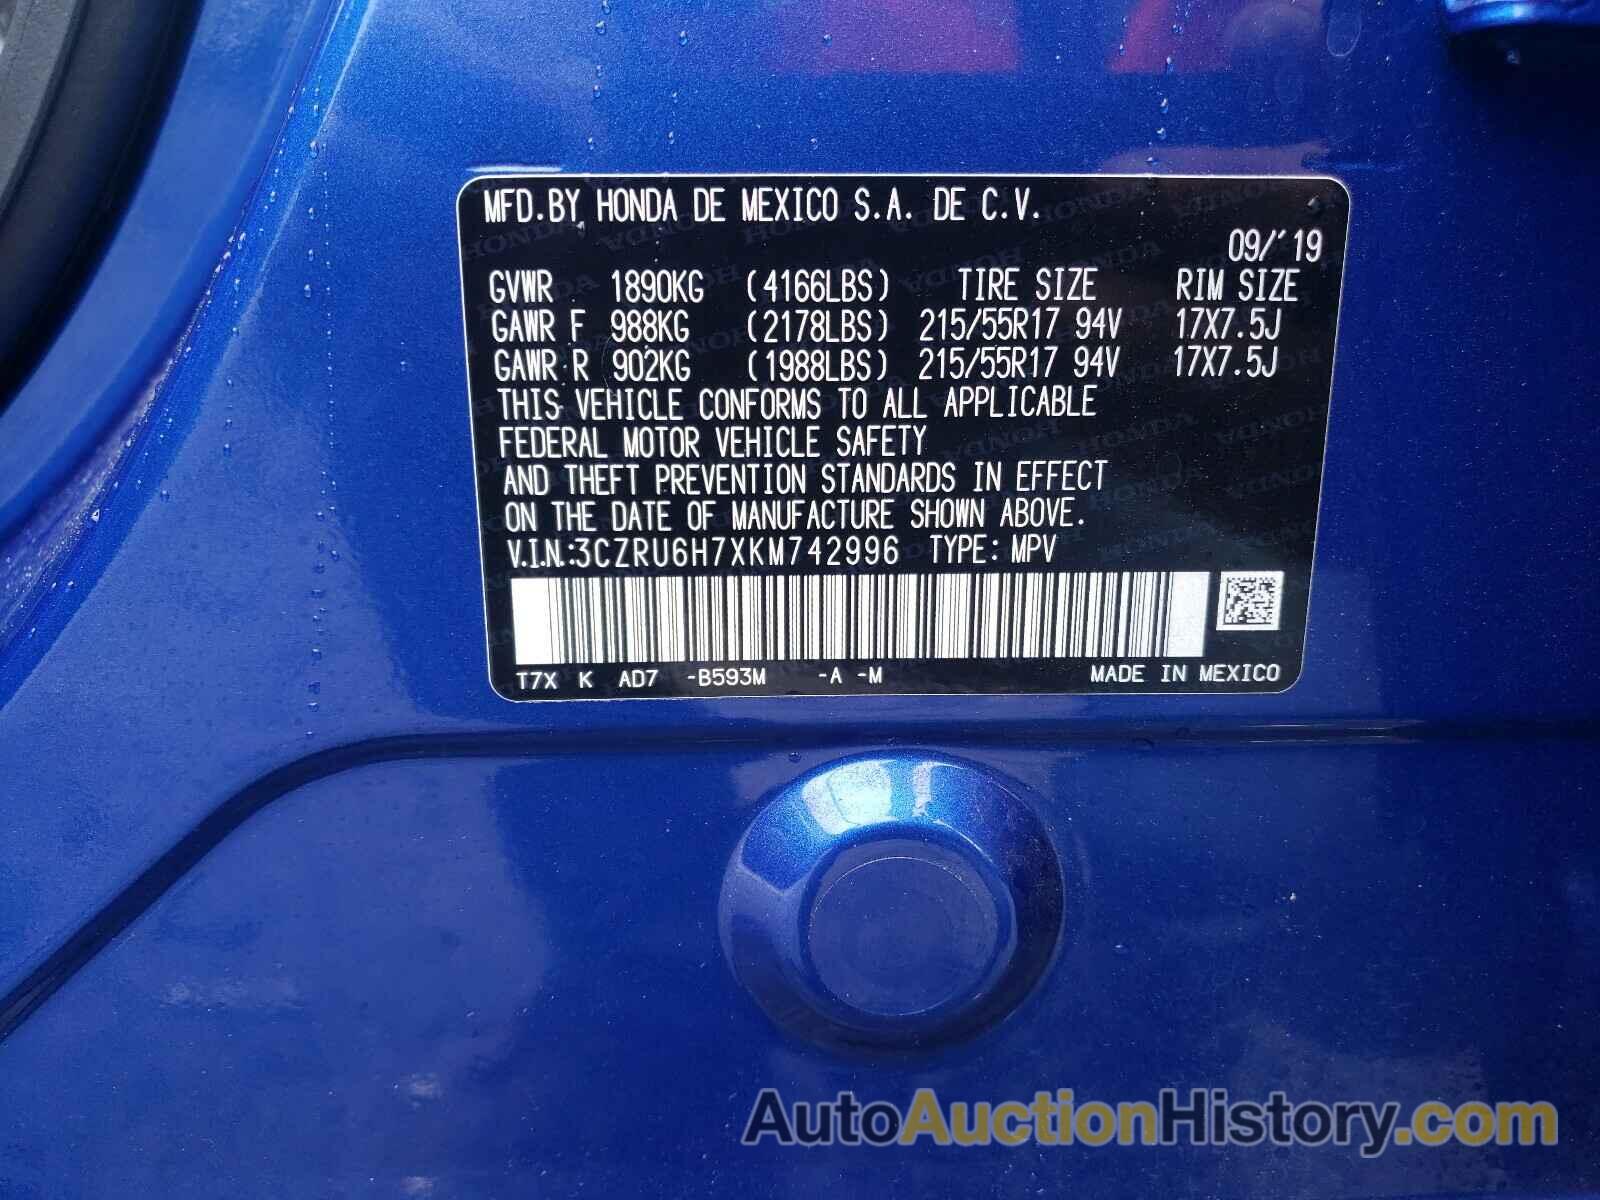 MFD.BY HONDA DE MEXICO S.A. DE C.V.
09/'19
GVWR 1890KG (4166LBS) TIRE SIZE RIM SIZE
GAWR F 988KG (2178LBS) 215/55R17 94V 17X7.5J
GAWR R 902KG (1988LBS) 215/55R17 94V 17X7.5J
THIS VEHICLE CONFORMS TO ALL APPLICABLE
FEDERAL MOTOR VEHICLE SAFETY
AND THEFT PREVENTION STANDARDS IN EFFECT
ON THE DATE OF MANUFACTURE SHOWN ABOVE.
V.I.N.:3CZRU6H7XKM742996 TYPE: MPV
T7X K AD7 -B593M -A -M MADE IN MEXICO
AutoAuctionHistory.com